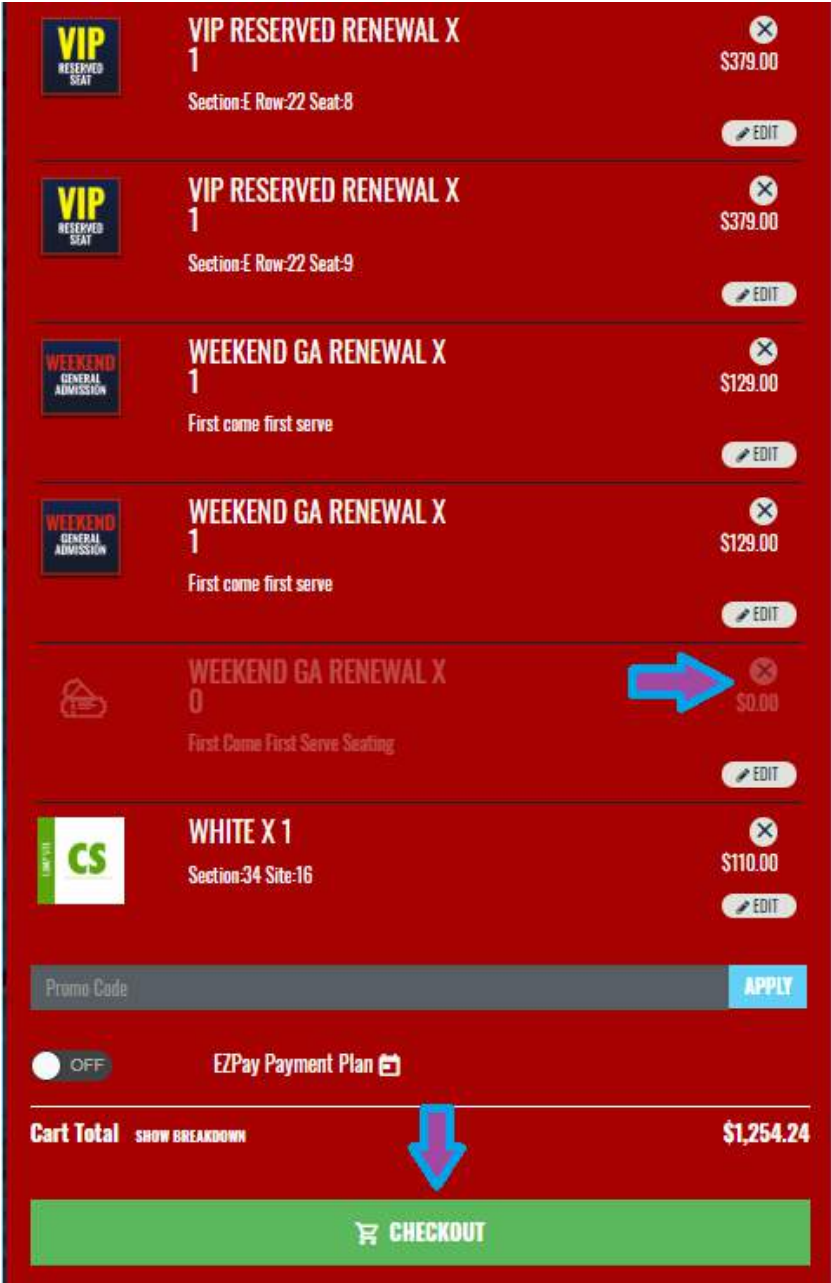 VIP
RESERVED
SEAT
VIP RESERVED RENEWAL X
1
$379.00
Section:E Row:22 Seat:8
EDIT
VIP
RESERVED
SEAT
VIP RESERVED RENEWAL X
1
$379.00
Section:E Row:22 Seat:9
EDIT
WEEKEND
GENERAL
ADMISSION
WEEKEND GA RENEWAL X
1
$129.00
First come first serve
EDIT
WEEKEND
GENERAL
ADMISSION
WEEKEND GA RENEWAL X
1
$129.00
First come first serve
EDIT
WEEKEND GA RENEWAL X
0
$0.00
First Come First Serve Seating
EDIT
CAMP SITE
CS
WHITE X 1
$110.00
Section:34 Site:16
EDIT
Promo Code
APPLY
OFF
EZPay Payment Plan
Cart Total SHOW BREAKDOWN $1,254.24
CHECKOUT